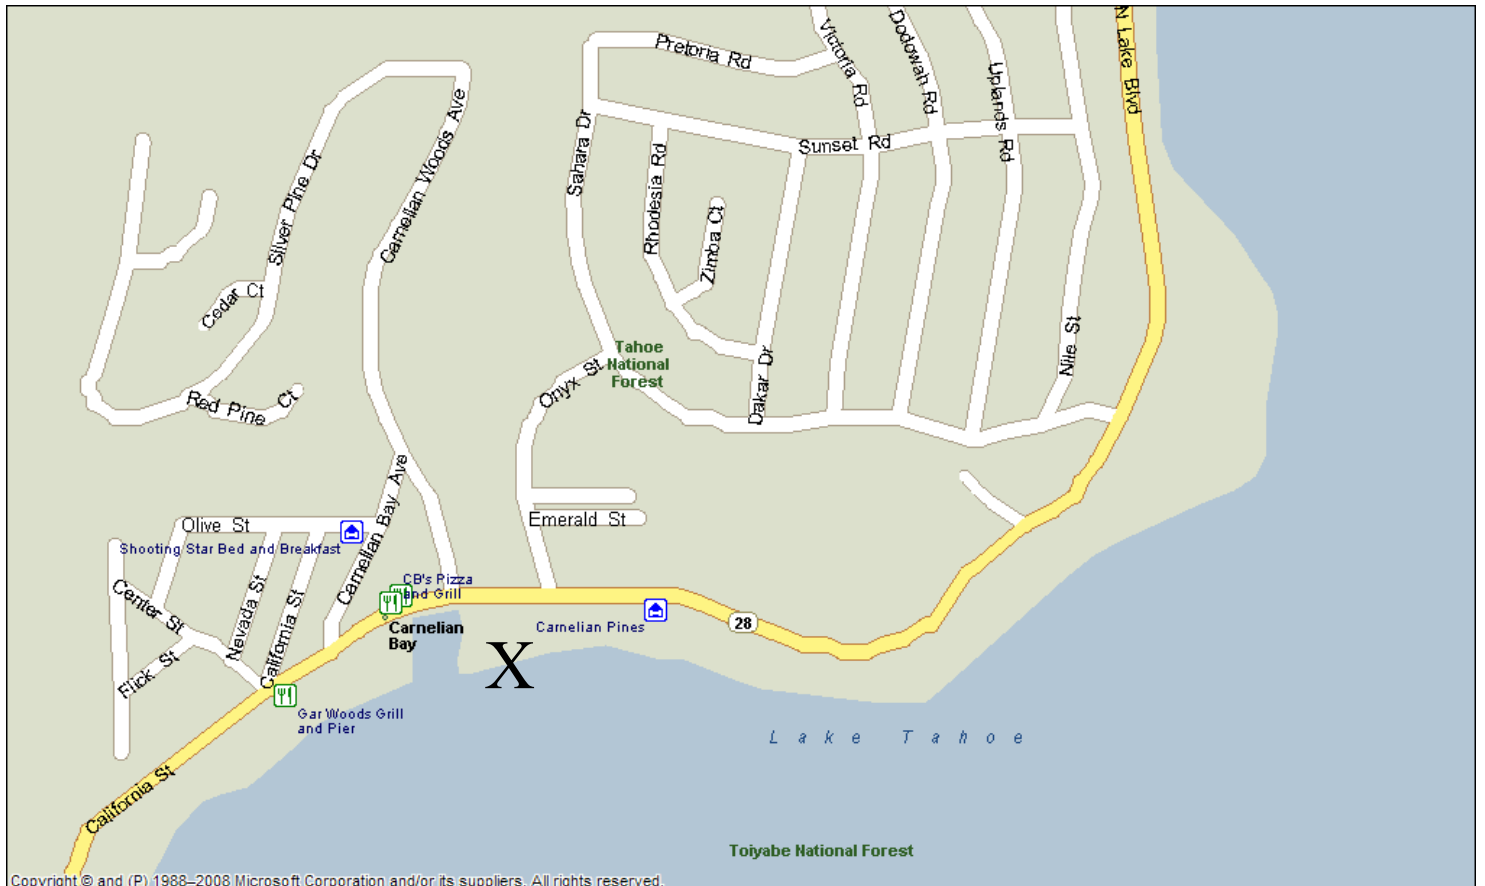 Pretoria Rd
Victoria Rd
Dodowah Rd
Uplands Rd
N Lake Blvd
Carnelian Woods Ave
Silver Pine Dr
Sahara Dr
Rhodesia Rd
Sunset Rd
Zimba Ct
Cedar Ct
Nile St
Tahoe
National
Forest
Onyx St
Dakar Dr
Red Pine Ct
Carnelian Bay Ave
Olive St
Emerald St
Shooting Star Bed and Breakfast
Center St
Nevada St
California St
CB's Pizza
and Grill
Carnelian
Bay
Carnelian Pines
28
X
Flick St
Gar Woods Grill
and Pier
Lake Tahoe
California St
Toiyabe National Forest
Copyright © and (P) 1988–2008 Microsoft Corporation and/or its suppliers. All rights reserved.